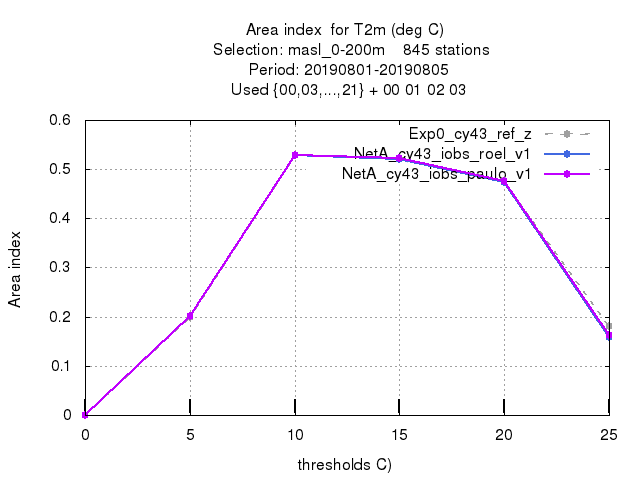 Area index  for T2m (deg C)
Selection: masl_0-200m    845 stations
Period: 20190801-20190805
Used {00,03,...,21} + 00 01 02 03
Exp0_cy43_ref_z
NetA_cy43_iobs_roel_v1
NetA_cy43_iobs_paulo_v1
0.6
0.5
0.4
0.3
0.2
0.1
0
Area index
0 5 10 15 20 25
thresholds C)